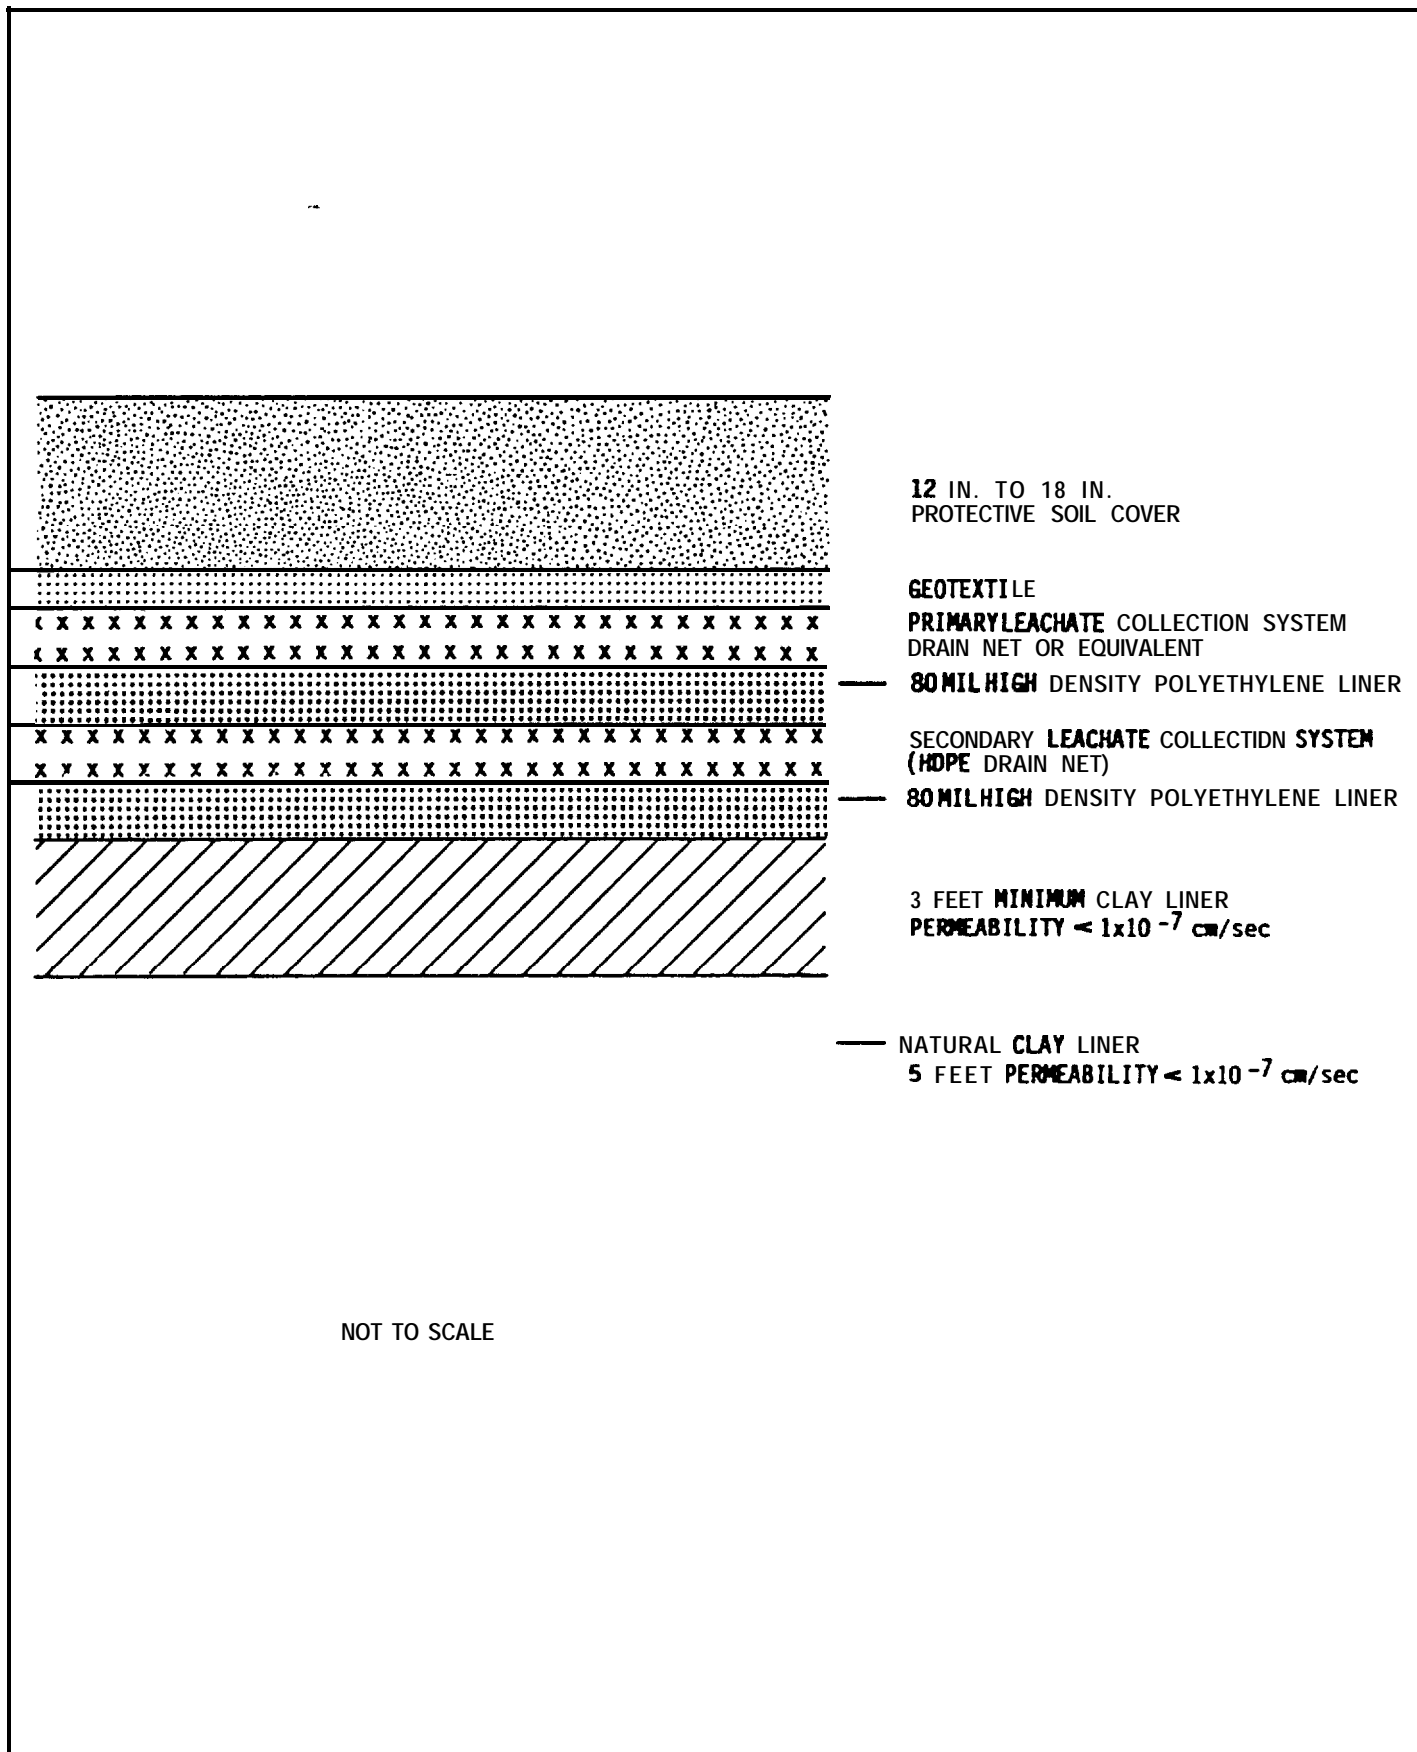 12 IN. TO 18 IN.
PROTECTIVE SOIL COVER
GEOTEXTILE
PRIMARY LEACHATE COLLECTION SYSTEM
DRAIN NET OR EQUIVALENT
80 MIL HIGH DENSITY POLYETHYLENE LINER
SECONDARY LEACHATE COLLECTIDN SYSTEM
(HOPE DRAIN NET)
80 MIL HIGH DENSITY POLYETHYLENE LINER
3 FEET MINIMUM CLAY LINER
PERMEABILITY < 1x10 -7 cm/sec
NATURAL CLAY LINER
5 FEET PERMEABILITY < 1x10 -7 cm/sec
NOT TO SCALE